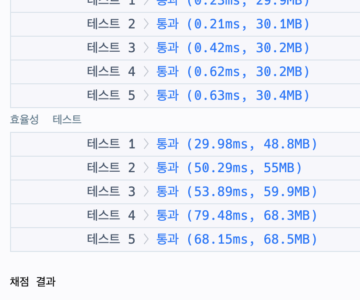 테스트 1 〉 통과 (0.23ms, 29.9MB)
테스트 2 〉 통과 (0.21ms, 30.1MB)
테스트 3 〉 통과 (0.42ms, 30.2MB)
테스트 4 〉 통과 (0.62ms, 30.2MB)
테스트 5 〉 통과 (0.63ms, 30.4MB)
효율성 테스트
테스트 1 〉 통과 (29.98ms, 48.8MB)
테스트 2 〉 통과 (50.29ms, 55MB)
테스트 3 〉 통과 (53.89ms, 59.9MB)
테스트 4 〉 통과 (79.48ms, 68.3MB)
테스트 5 〉 통과 (68.15ms, 68.5MB)
채점 결과